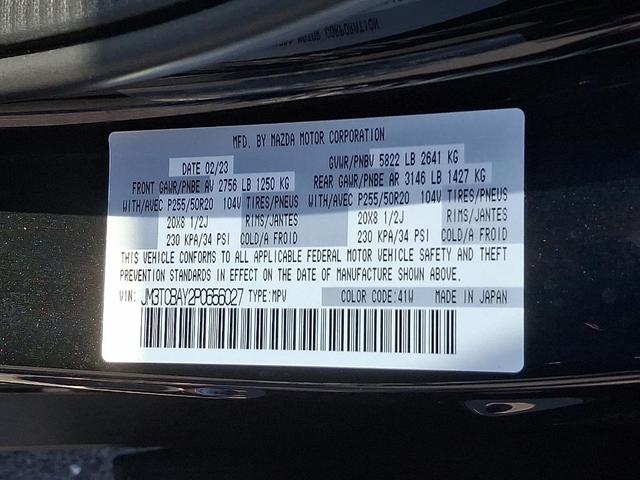 MFD. BY MAZDA MOTOR CORPORATION
DATE 02/23 GVWR/PNBV 5822 LB 2641 KG
FRONT GAWR/PNBE AV 2756 LB 1250 KG REAR GAWR/PNBE AR 3146 LB 1427 KG
WITH/AVEC P255/50R20 104V TIRES/PNEUS WITH/AVEC P255/50R20 104V TIRES/PNEUS
20X8 1/2J RIMS/JANTES 20X8 1/2J RIMS/JANTES
230 KPA/34 PSI COLD/A FROID 230 KPA/34 PSI COLD/A FROID
THIS VEHICLE CONFORMS TO ALL APPLICABLE FEDERAL MOTOR VEHICLE SAFETY AND THEFT
PREVENTION STANDARDS IN EFFECT ON THE DATE OF MANUFACTURE SHOWN ABOVE.
VIN: JM3TCBAY2P0656027 TYPE:MPV COLOR CODE:41W MADE IN JAPAN